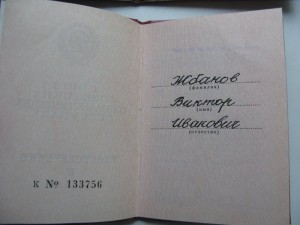 Жбанов
(фамилия)
Виктор
(имя)
Иванович
(отчество)
К № 133756